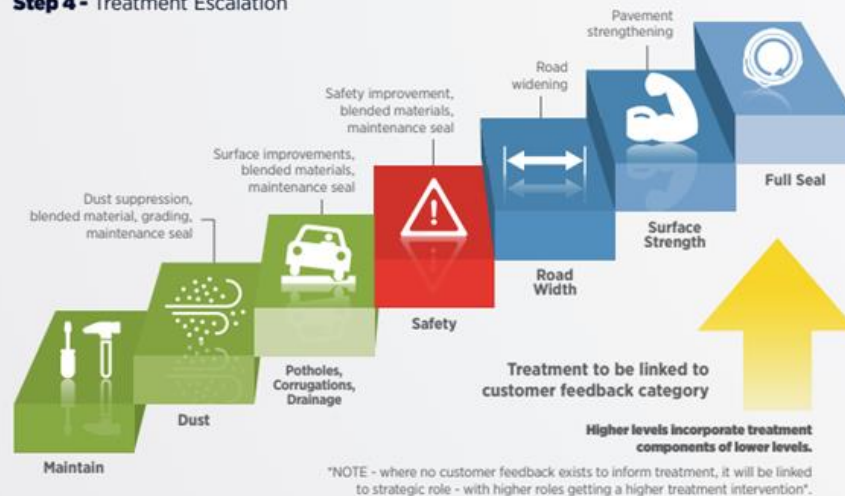 Step 4 - Treatment Escalation
Pavement
strengthening
Road
widening
Safety improvement,
blended materials,
maintenance seal
Surface improvements,
blended materials,
maintenance seal
Dust suppression,
blended material, grading,
maintenance seal
Full Seal
Surface
Strength
Road
Width
Safety
Potholes,
Corrugations,
Drainage
Dust
Maintain
Treatment to be linked to
customer feedback category
Higher levels incorporate treatment
components of lower levels.
"NOTE - where no customer feedback exists to inform treatment, it will be linked
to strategic role - with higher roles getting a higher treatment intervention".